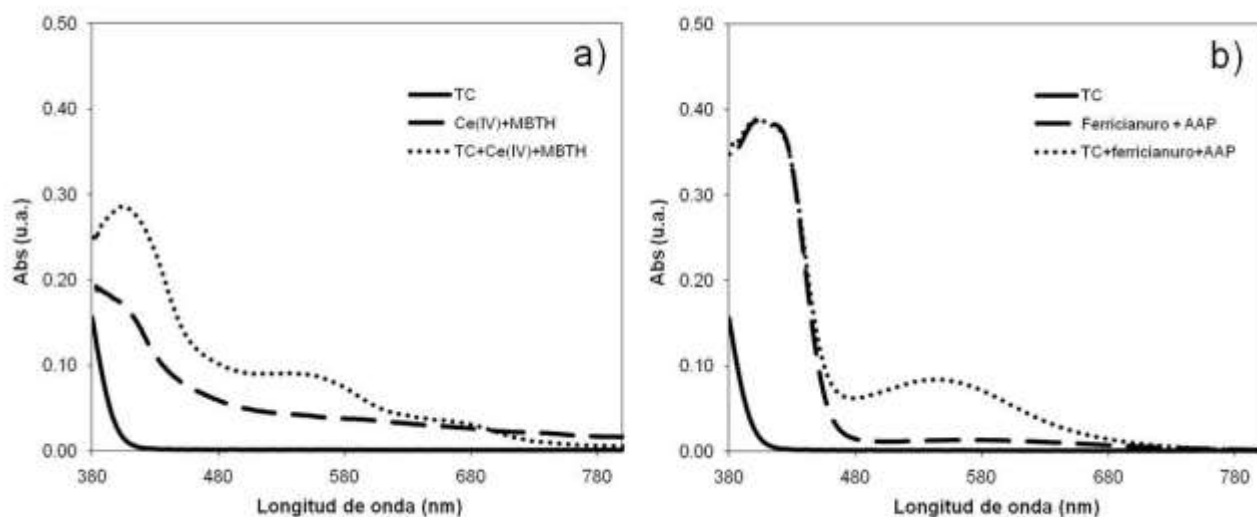 a)
0.50
0.40
0.30
0.20
0.10
0.00
Abs (u.a.)
TC
Ce(IV)+MBTH
TC+Ce(IV)+MBTH
380 480 580 680 780
Longitud de onda (nm)
b)
0.50
0.40
0.30
0.20
0.10
0.00
Abs (u.a.)
TC
Ferricianuro + AAP
TC+ferricianuro+AAP
380 480 580 680 780
Longitud de onda (nm)